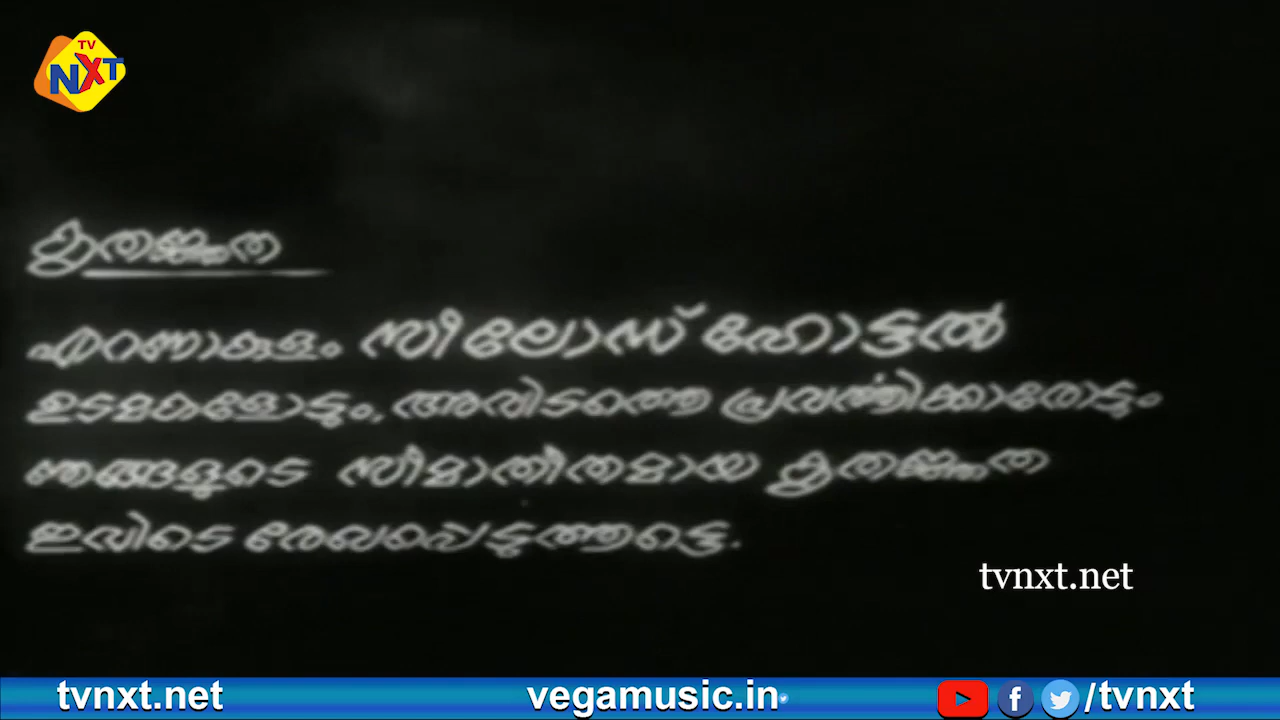 TV
NXT
കൃതജ്ഞത
എറണാകുളം സീലോസ് ഹോട്ടൽ
ഉടമകളോടും, അവിടത്തെ പ്രവർത്തിക്കാരോടും
ഞങ്ങളുടെ സീമാതീതമായ കൃതജ്ഞത
ഇവിടെ രേഖപ്പെടുത്തട്ടെ.
tvnxt.net
tvnxt.net vegamusic.in /tvnxt